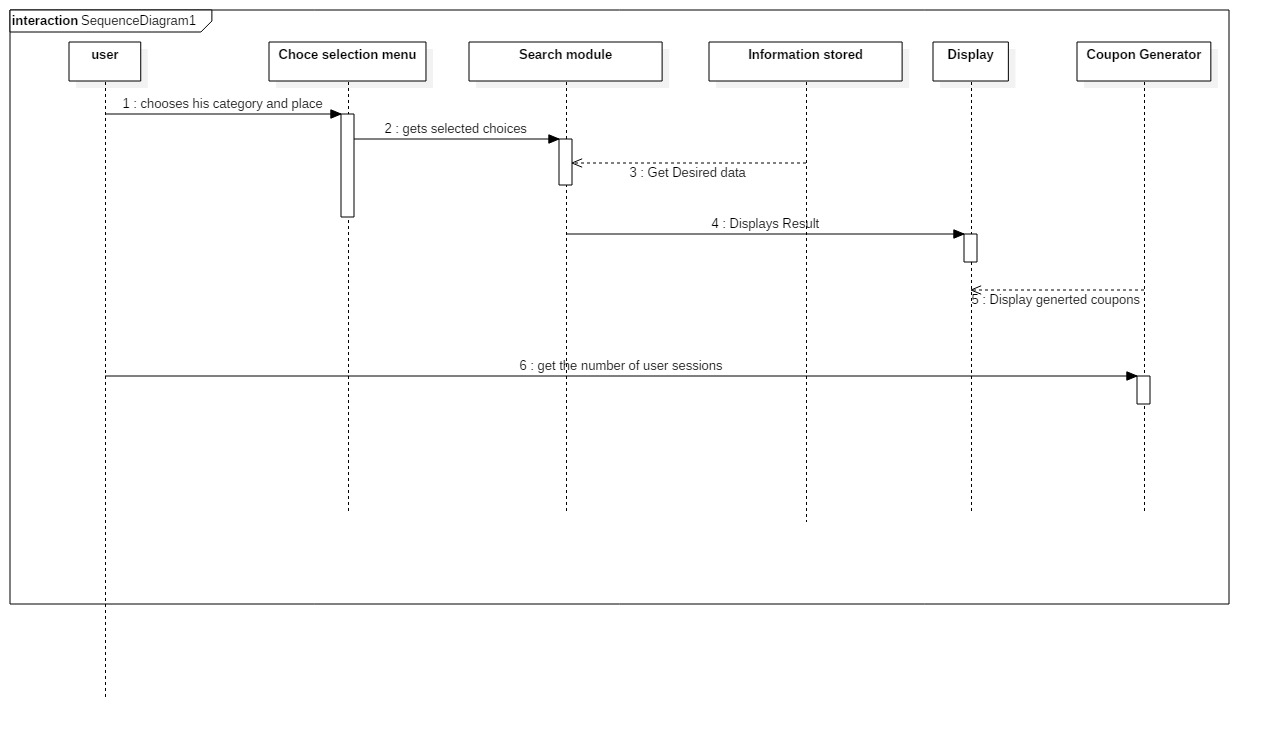 interaction SequenceDiagram1
user
Choce selection menu
Search module
Information stored
Display
Coupon Generator
1 : chooses his category and place
2 : gets selected choices
3 : Get Desired data
4 : Displays Result
5 : Display generted coupons
6 : get the number of user sessions